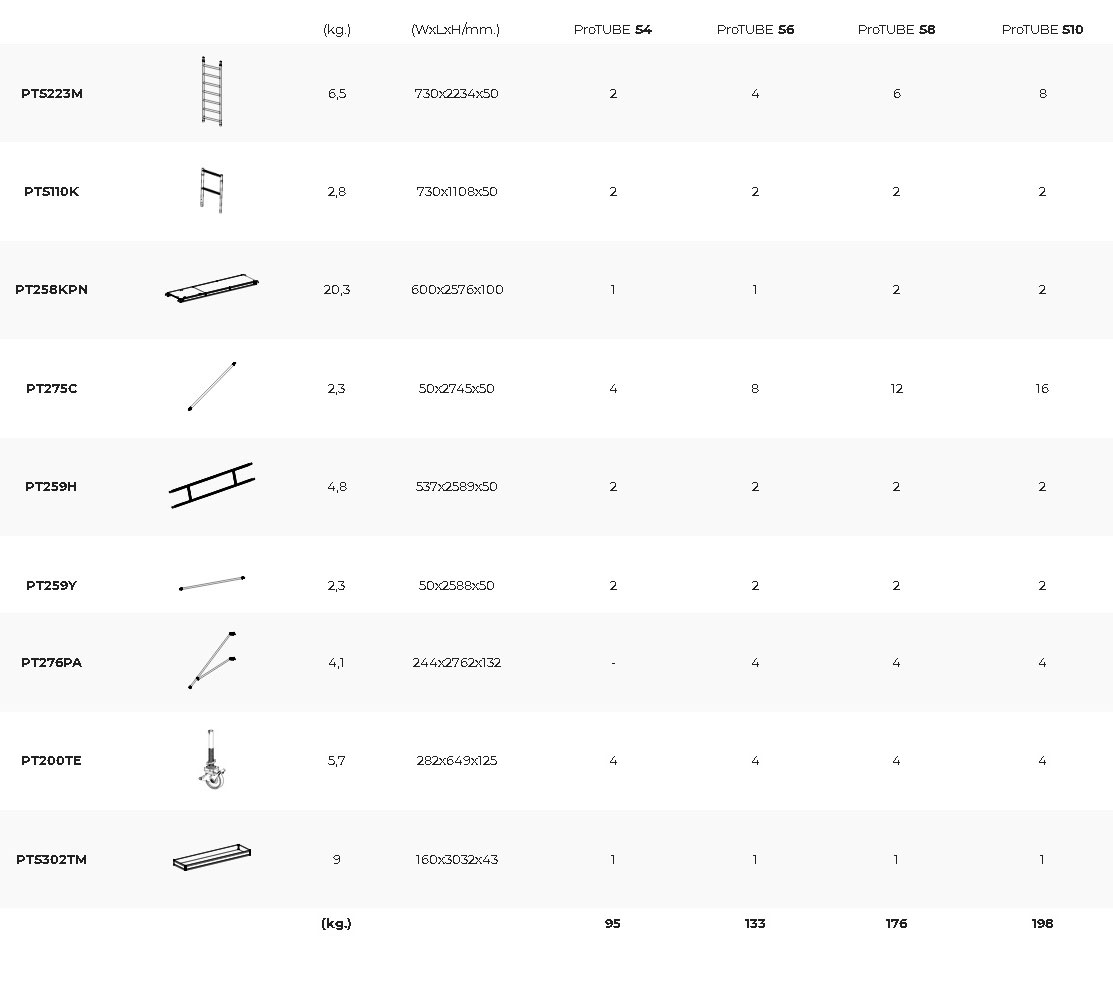 (kg.) (WxLxH/mm.) ProTUBE S4 ProTUBE S6 ProTUBE S8 ProTUBE S10
PTS223M 6,5 730x2234x50 2 4 6 8
PTS110K 2,8 730x1108x50 2 2 2 2
PT258KPN 20,3 600x2576x100 1 1 2 2
PT275C 2,3 50x2745x50 4 8 12 16
PT259H 4,8 537x2589x50 2 2 2 2
PT259Y 2,3 50x2588x50 2 2 2 2
PT276PA 4,1 244x2762x132 - 4 4 4
PT200TE 5,7 282x649x125 4 4 4 4
PTS302TM 9 160x3032x43 1 1 1 1
(kg.) 95 133 176 198